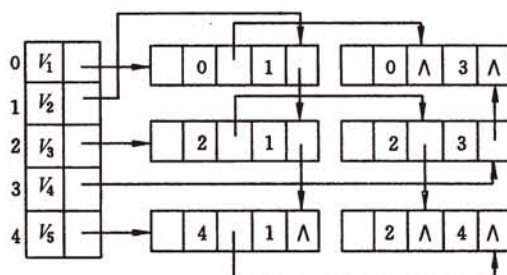 0 V₁ 0 1 0 ∧ 3 ∧
1 V₂
2 V₃ 2 1 2 3
3 V₄
4 V₅ 4 1 ∧ 2 ∧ 4 ∧